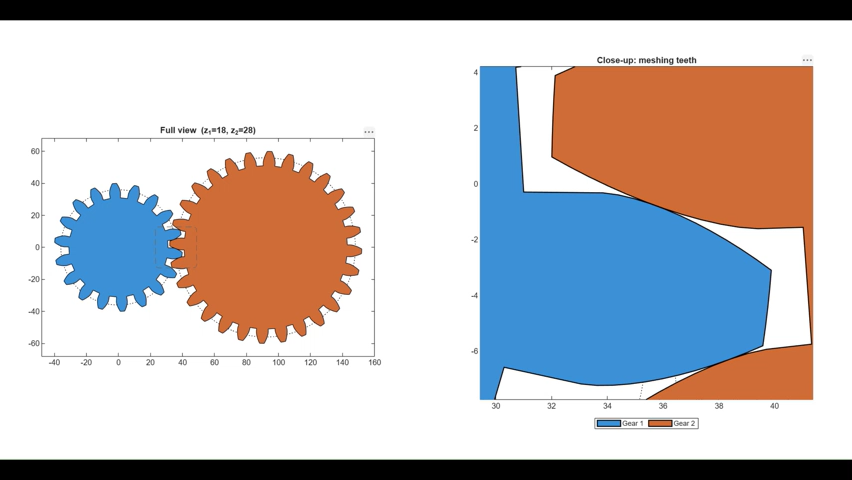 Full view (z₁=18, z₂=28)
60
40
20
0
-20
-40
-60
-40 -20 0 20 40 60 80 100 120 140 160
Close-up: meshing teeth
4
2
0
-2
-4
-6
30 32 34 36 38 40
Gear 1 Gear 2